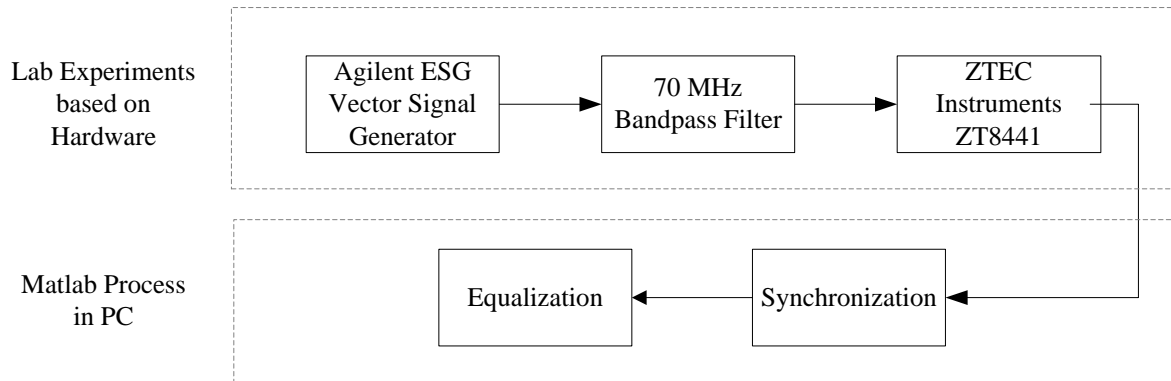 Lab Experiments
based on
Hardware
Agilent ESG
Vector Signal
Generator
70 MHz
Bandpass Filter
ZTEC
Instruments
ZT8441
Matlab Process
in PC
Equalization
Synchronization